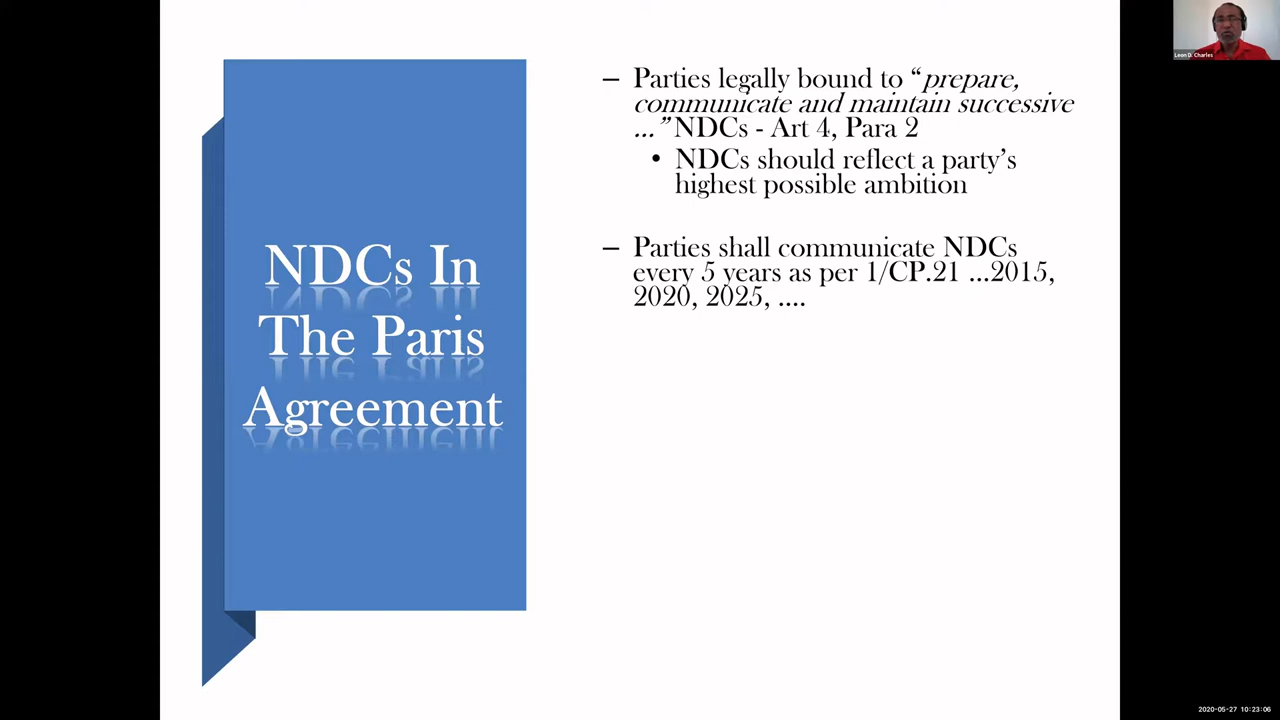 NDCs In
The Paris
Agreement
– Parties legally bound to “prepare,
communicate and maintain successive
…” NDCs - Art 4, Para 2
• NDCs should reflect a party’s
highest possible ambition
– Parties shall communicate NDCs
every 5 years as per 1/CP.21 …2015,
2020, 2025, ....
Leon D. Charles
2020-05-27 10:23:06